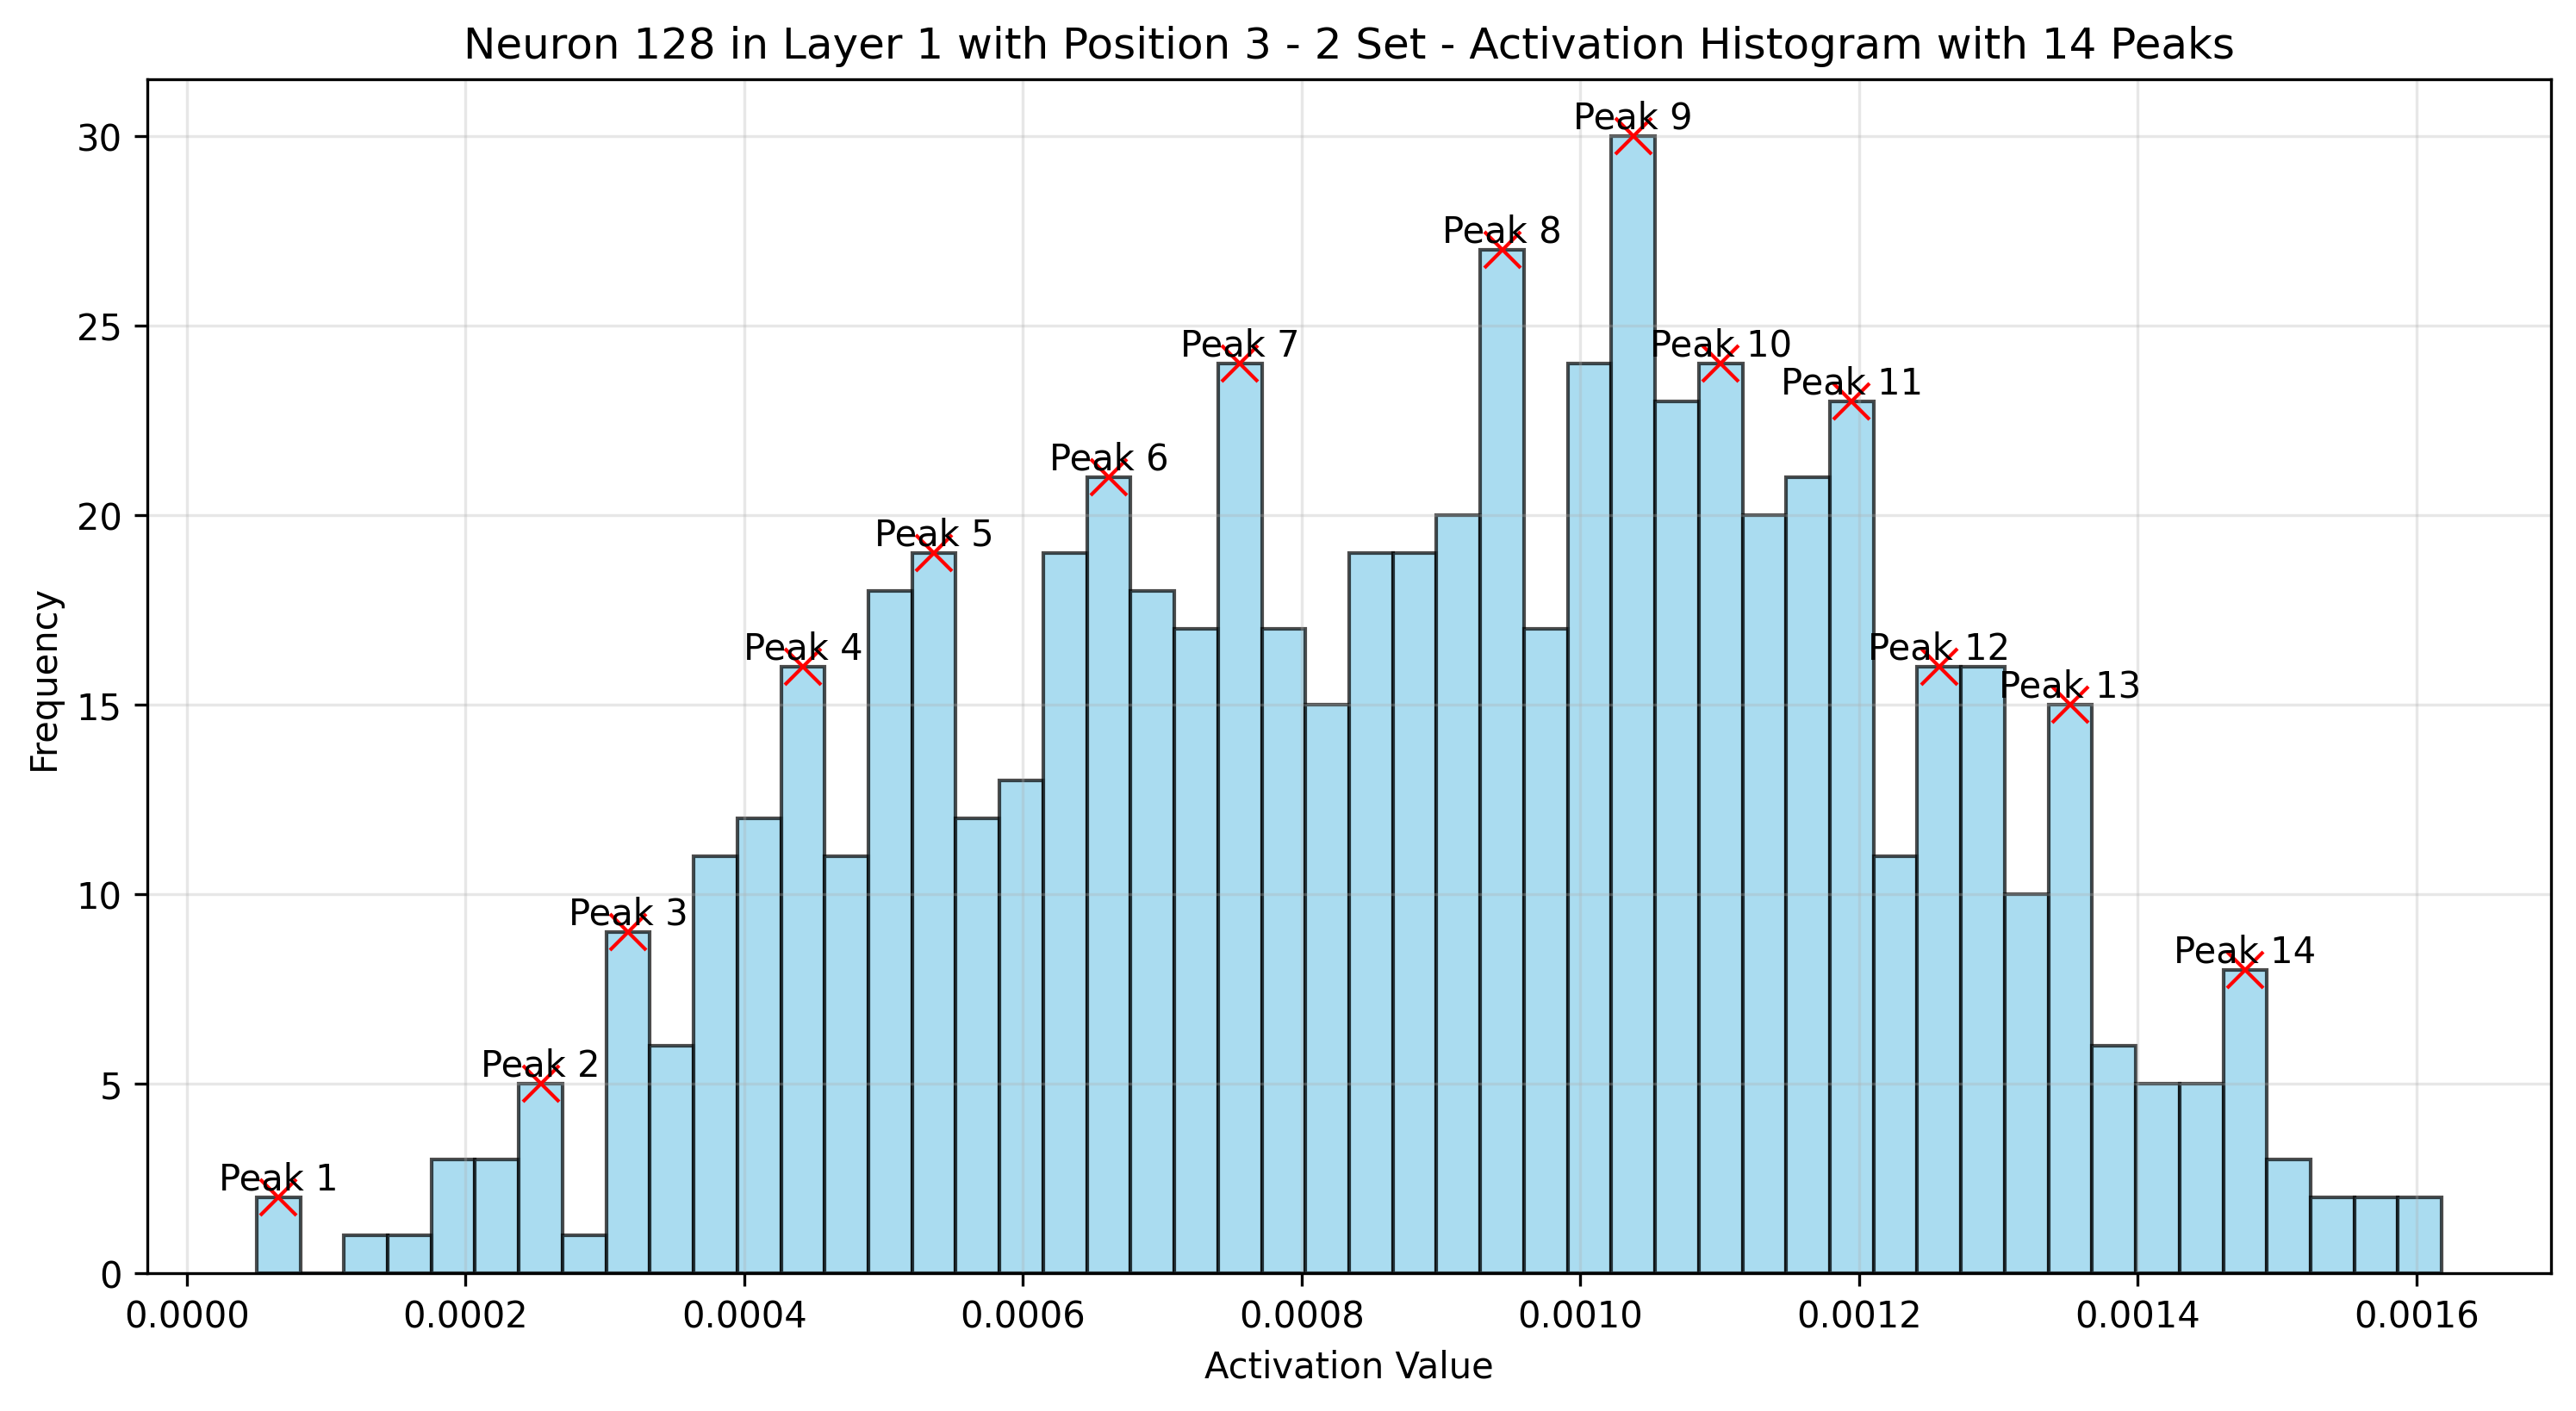 Neuron 128 in Layer 1 with Position 3 - 2 Set - Activation Histogram with 14 Peaks
Peak 9
30
Peak 8
25
Peak 7
Peak 10
Peak 11
Peak 6
20
Peak 5
Peak 4
Peak 12
Peak 13
15
Frequency
10
Peak 3
Peak 14
5
Peak 2
Peak 1
0
0.0000 0.0002 0.0004 0.0006 0.0008 0.0010 0.0012 0.0014 0.0016
Activation Value